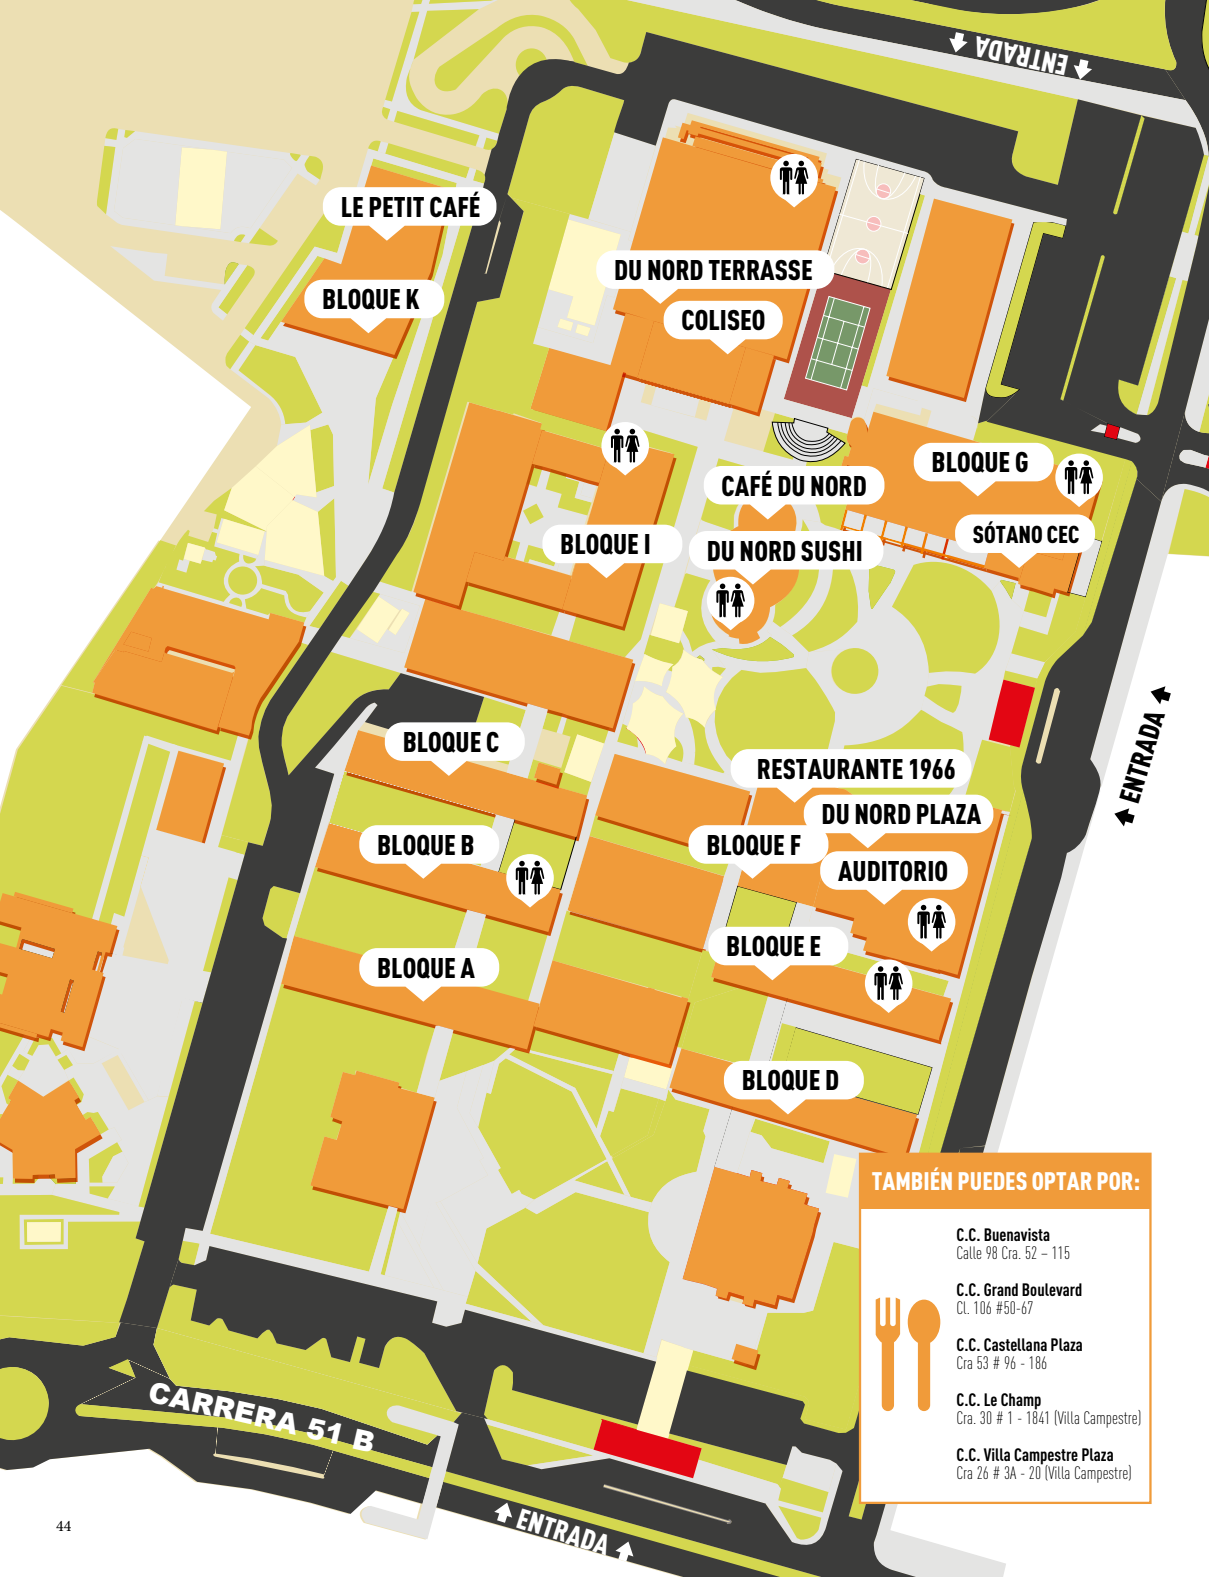 ENTRADA
LE PETIT CAFÉ
BLOQUE K
DU NORD TERRASSE
COLISEO
BLOQUE G
CAFÉ DU NORD
SÓTANO CEC
BLOQUE I
DU NORD SUSHI
ENTRADA
BLOQUE C
RESTAURANTE 1966
DU NORD PLAZA
BLOQUE B
BLOQUE F
AUDITORIO
BLOQUE E
BLOQUE A
BLOQUE D
TAMBIÉN PUEDES OPTAR POR:
C.C. Buenavista
Calle 98 Cra. 52 – 115
C.C. Grand Boulevard
Cl. 106 #50-67
C.C. Castellana Plaza
Cra 53 # 96 - 186
C.C. Le Champ
Cra. 30 # 1 - 1841 (Villa Campestre)
C.C. Villa Campestre Plaza
Cra 26 # 3A - 20 (Villa Campestre)
CARRERA 51 B
ENTRADA
44